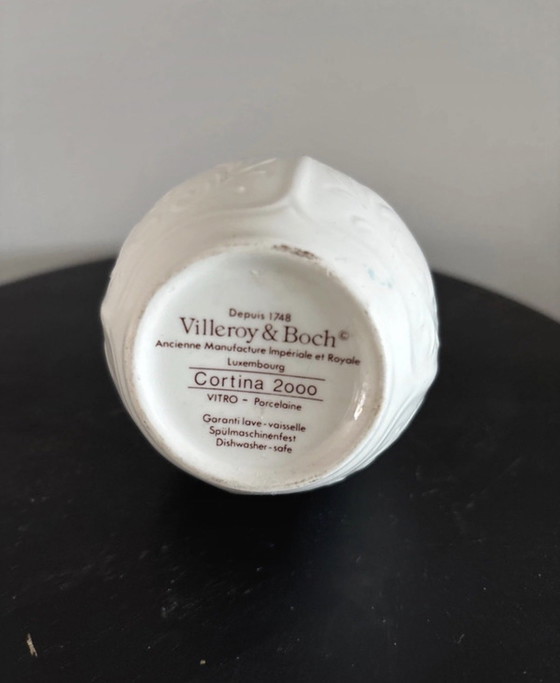 Depuis 1748
Villeroy & Boch©
Ancienne Manufacture Impériale et Royale
Luxembourg
Cortina 2000
VITRO - Porcelaine
Garanti lave-vaisselle
Spülmaschinenfest
Dishwasher-safe